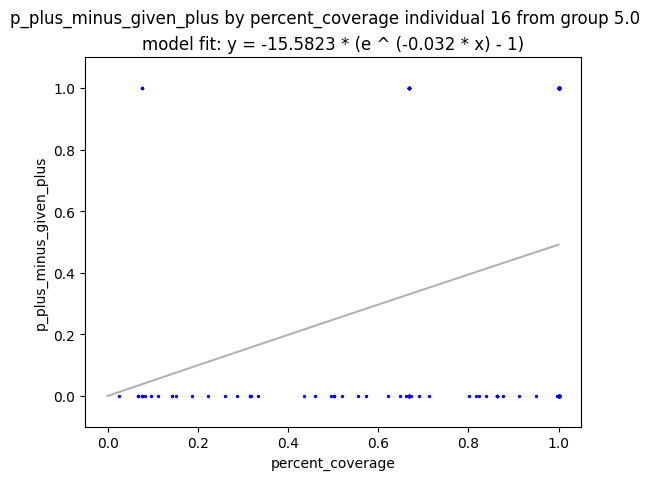 p_plus_minus_given_plus by percent_coverage individual 16 from group 5.0
model fit: y = -15.5823 * (e ^ (-0.032 * x) - 1)
1.0
0.8
0.6
0.4
0.2
0.0
p_plus_minus_given_plus
0.0 0.2 0.4 0.6 0.8 1.0
percent_coverage